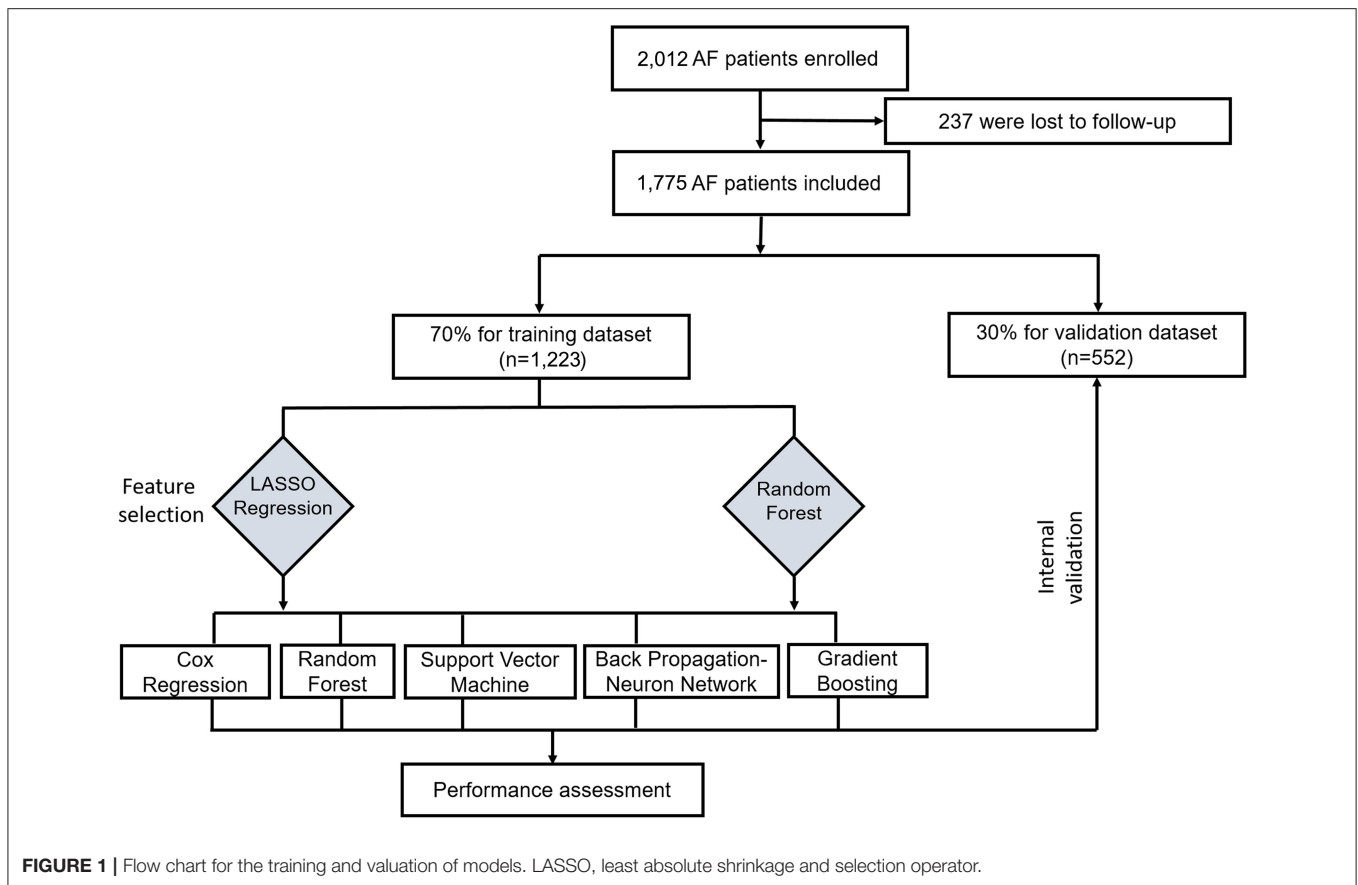 2,012 AF patients enrolled
237 were lost to follow-up
1,775 AF patients included
70% for training dataset
(n=1,223)
30% for validation dataset
(n=552)
Feature
selection
LASSO
Regression
Random
Forest
Internal
validation
Cox
Regression
Random
Forest
Support Vector
Machine
Back Propagation-
Neuron Network
Gradient
Boosting
Performance assessment
FIGURE 1 | Flow chart for the training and valuation of models. LASSO, least absolute shrinkage and selection operator.